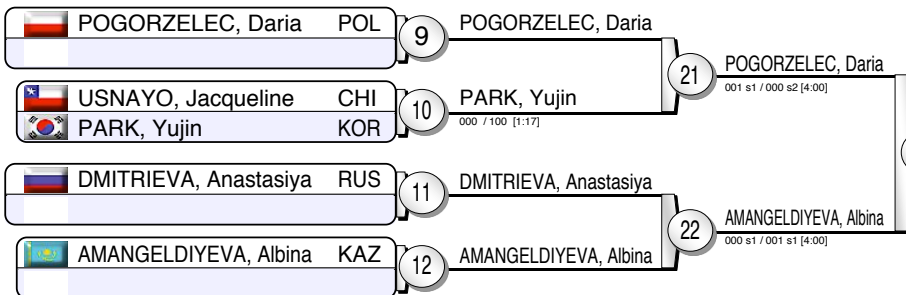 POGORZELEC, Daria POL
9
POGORZELEC, Daria
USNAYO, Jacqueline CHI
PARK, Yujin KOR
10
PARK, Yujin
000 / 100 [1:17]
21
POGORZELEC, Daria
001 s1 / 000 s2 [4:00]
DMITRIEVA, Anastasiya RUS
11
DMITRIEVA, Anastasiya
AMANGELDIYEVA, Albina KAZ
12
AMANGELDIYEVA, Albina
22
AMANGELDIYEVA, Albina
000 s1 / 001 s1 [4:00]